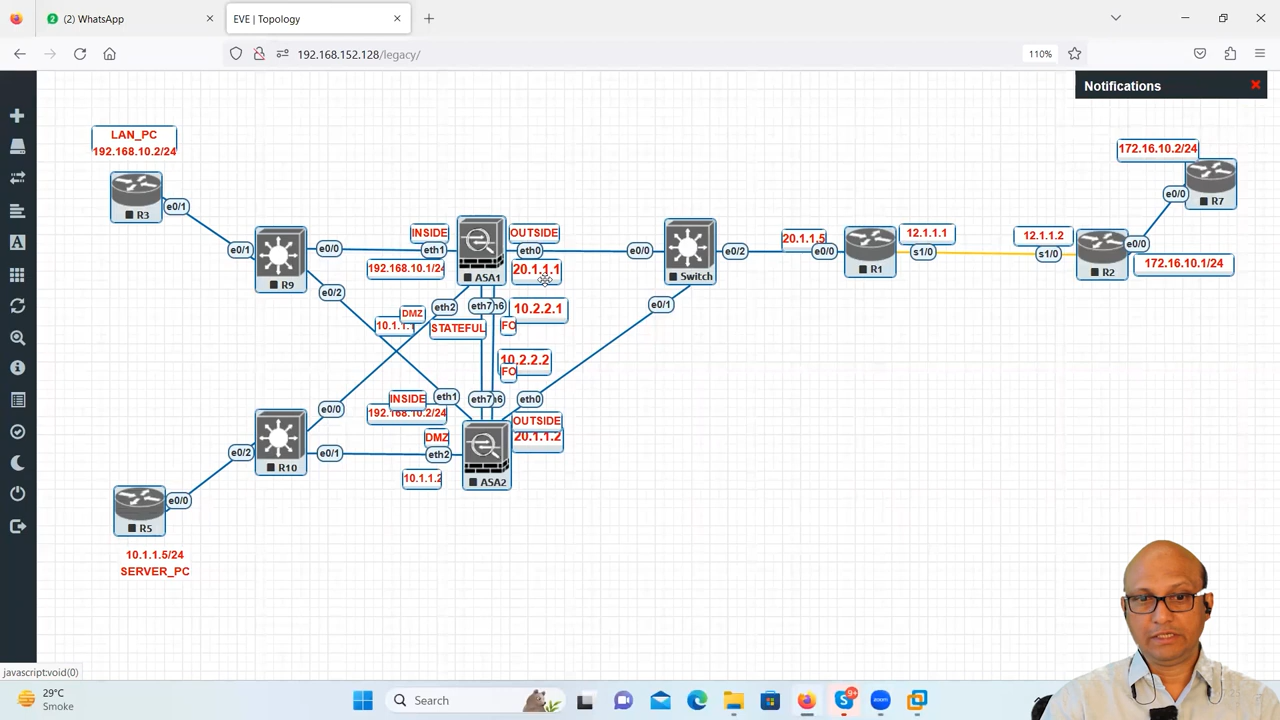 (2) WhatsApp
EVE | Topology
192.168.152.128/legacy/
110%
Notifications
LAN_PC
192.168.10.2/24
172.16.10.2/24
R3
e0/1
R7
e0/0
INSIDE
OUTSIDE
20.1.1.5
12.1.1.1
12.1.1.2
e0/1
e0/0
eth1
eth0
e0/0
e0/2
e0/0
s1/0
s1/0
e0/0
R9
192.168.10.1/24
ASA1
20.1.1.1
Switch
R1
R2
172.16.10.1/24
e0/2
eth2
eth7
DMZ
10.2.2.1
e0/1
STATEFUL
FO
10.2.2.2
FO
INSIDE
eth1
eth7
eth0
e0/0
192.168.10.2/24
OUTSIDE
20.1.1.2
DMZ
e0/2
e0/1
eth2
R10
10.1.1.2
ASA2
e0/0
R5
10.1.1.5/24
SERVER_PC
javascript:void(0)
29°C
Smoke
Search
9+
zoom